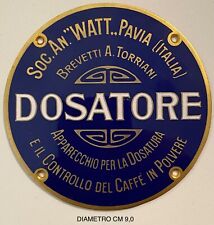 SOC. AN. "WATT" . PAVIA (ITALIA)
BREVETTI A. TORRIANI
DOSATORE
APPARECCHIO PER LA DOSATURA
E IL CONTROLLO DEL CAFFÈ IN POLVERE
DIAMETRO CM 9,0